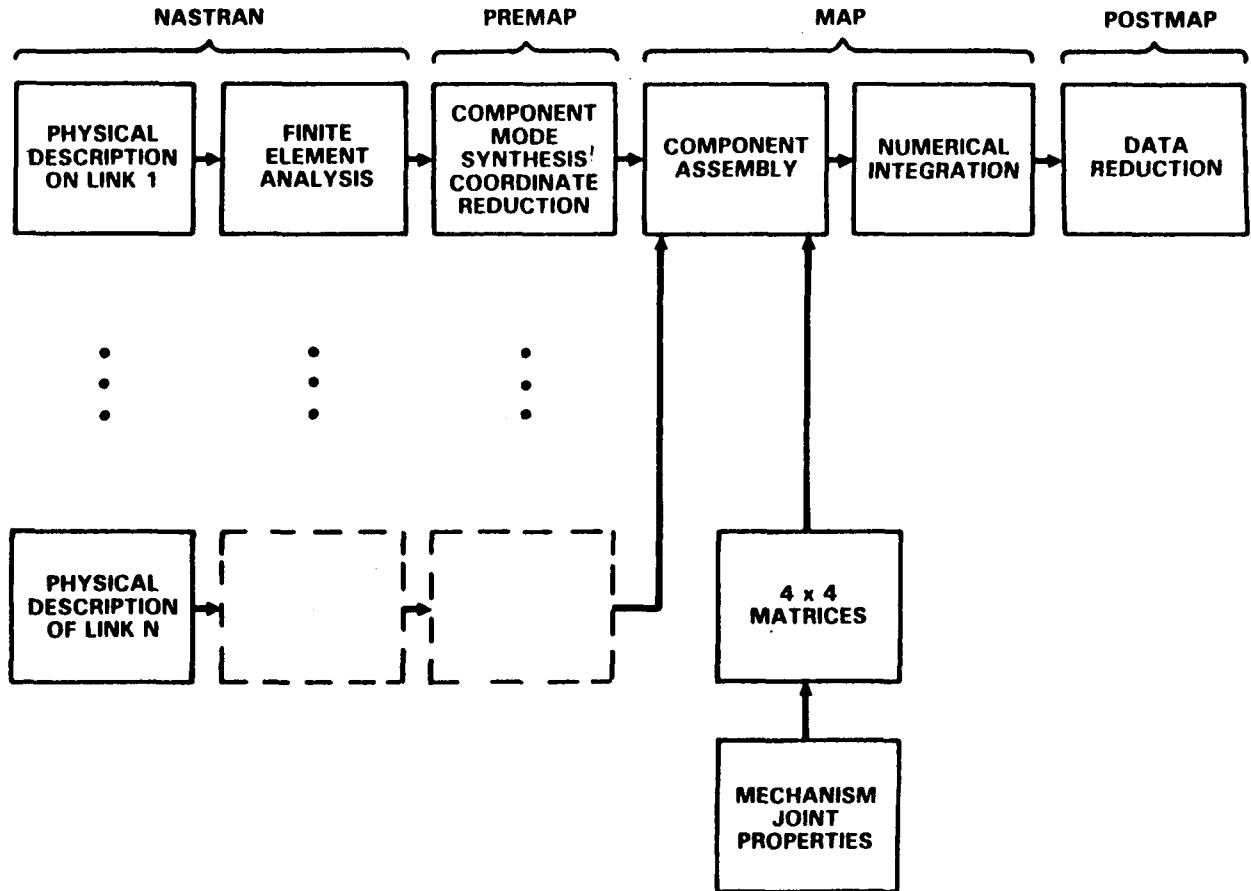 NASTRAN
PREMAP
MAP
POSTMAP
PHYSICAL
DESCRIPTION
ON LINK 1
FINITE
ELEMENT
ANALYSIS
COMPONENT
MODE
SYNTHESIS/
COORDINATE
REDUCTION
COMPONENT
ASSEMBLY
NUMERICAL
INTEGRATION
DATA
REDUCTION
PHYSICAL
DESCRIPTION
OF LINK N
4 x 4
MATRICES
MECHANISM
JOINT
PROPERTIES